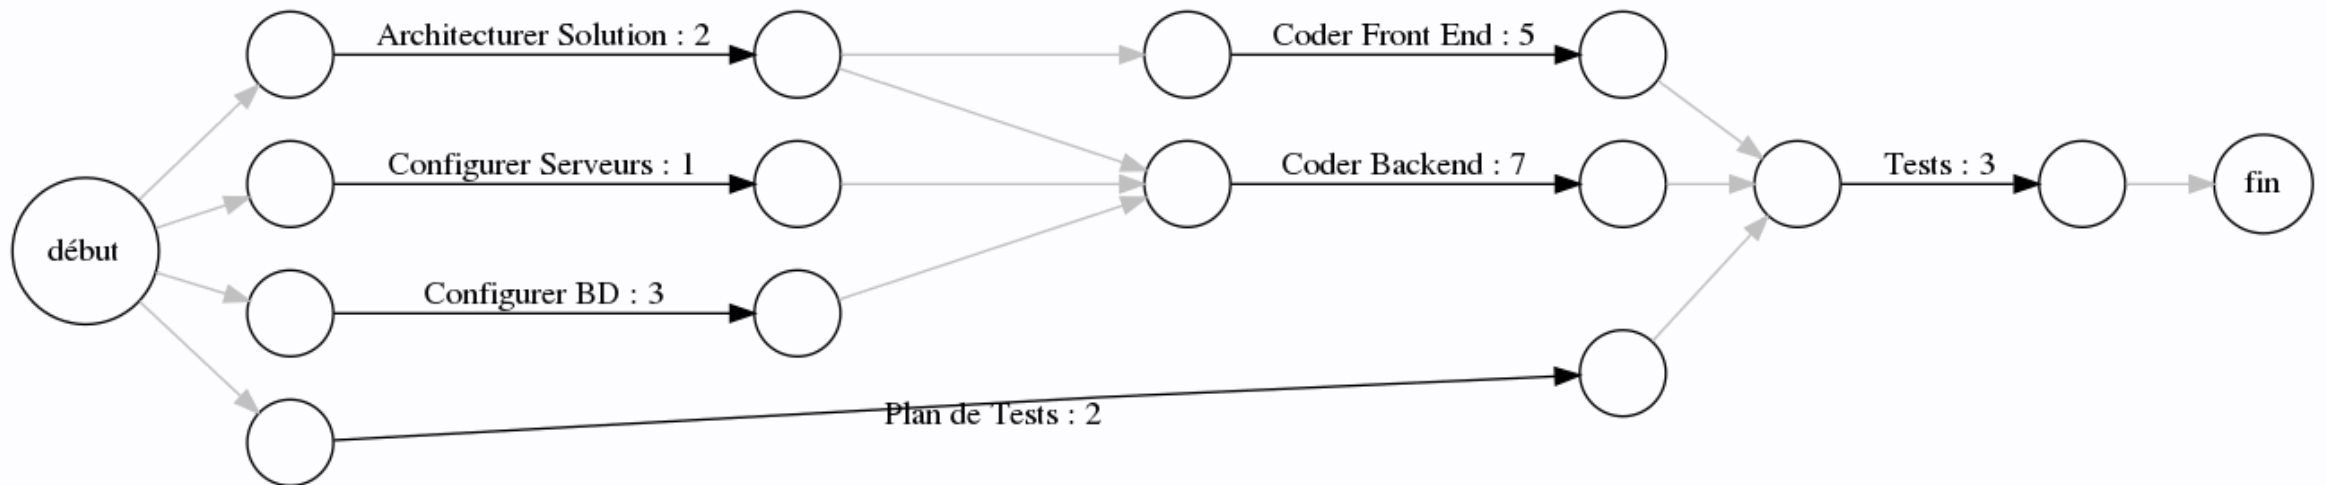 Architecturer Solution : 2
Coder Front End : 5
Configurer Serveurs : 1
Coder Backend : 7
Tests : 3
fin
début
Configurer BD : 3
Plan de Tests : 2